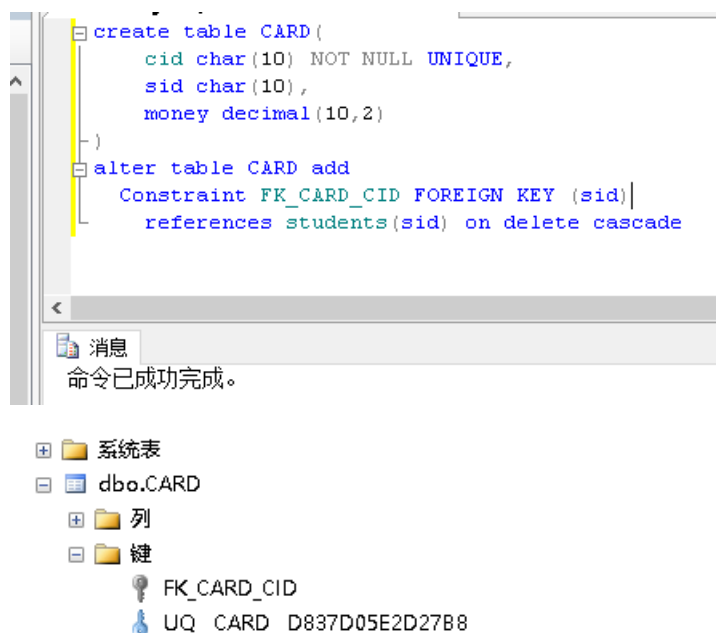 create table CARD(
cid char(10) NOT NULL UNIQUE,
sid char(10),
money decimal(10,2)
)
alter table CARD add
Constraint FK_CARD_CID FOREIGN KEY (sid)
references students(sid) on delete cascade
消息
命令已成功完成。
系统表
dbo.CARD
列
键
FK_CARD_CID
UQ__CARD__D837D05E2D27B8